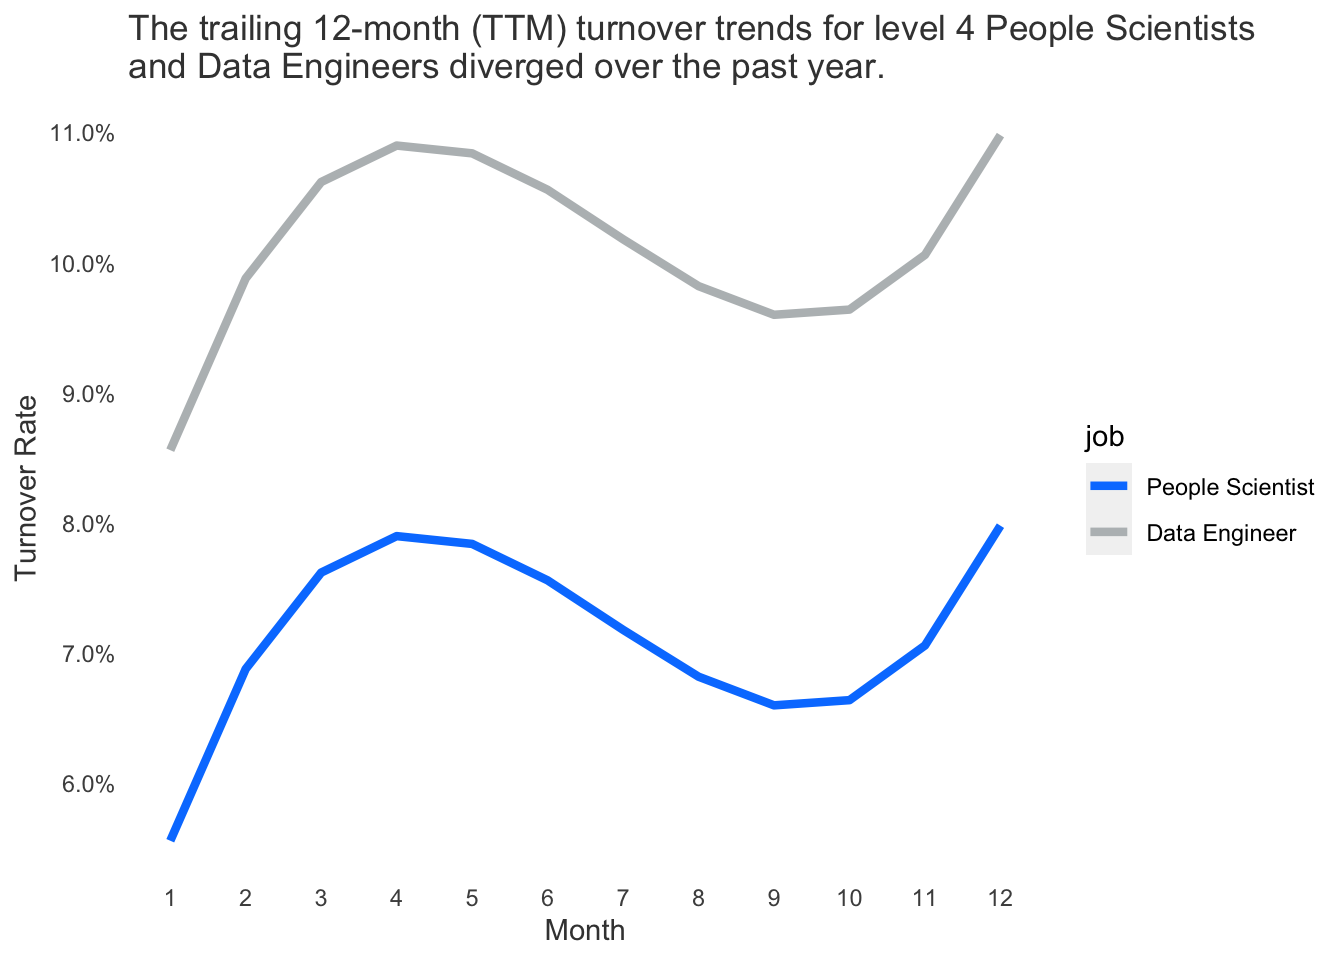 The trailing 12-month (TTM) turnover trends for level 4 People Scientists
and Data Engineers diverged over the past year.
11.0%
10.0%
9.0%
8.0%
7.0%
6.0%
Turnover Rate
1 2 3 4 5 6 7 8 9 10 11 12
Month
job
People Scientist
Data Engineer